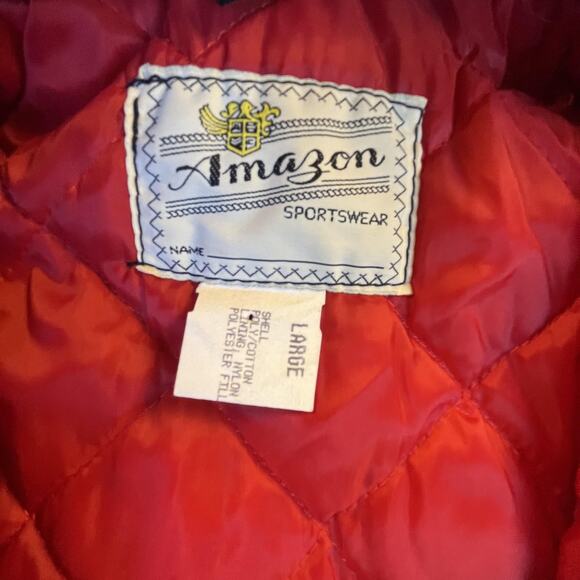 Amazon
SPORTSWEAR
NAME
LARGE
SHELL
POLY/COTTON
LINING: NYLON
POLYESTER FILL